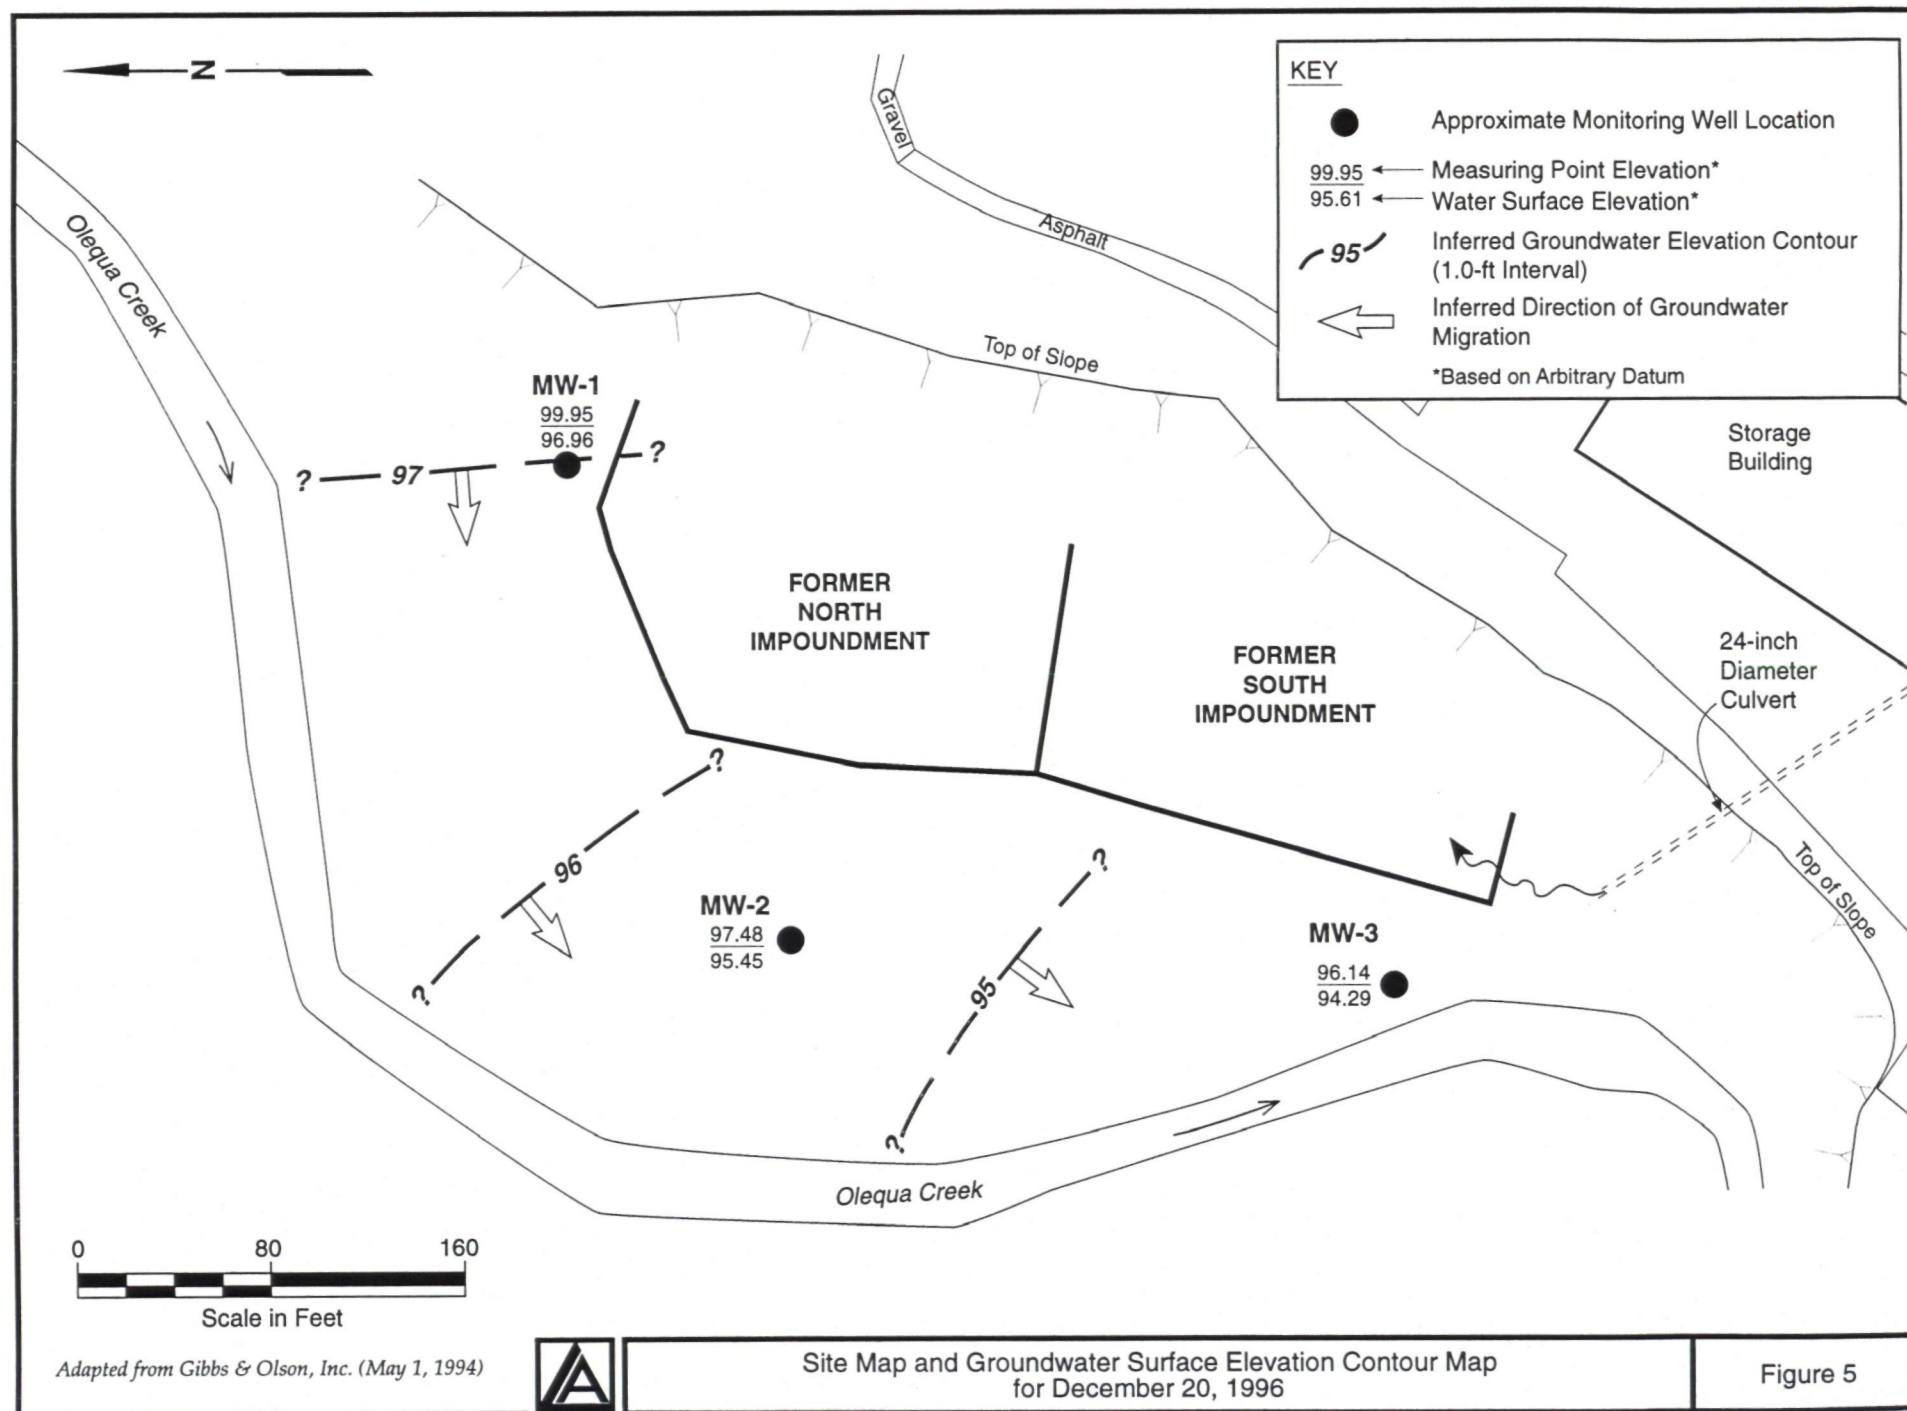 N
KEY
Approximate Monitoring Well Location
99.95 Measuring Point Elevation*
95.61 Water Surface Elevation*
95 Inferred Groundwater Elevation Contour
(1.0-ft Interval)
Inferred Direction of Groundwater
Migration
*Based on Arbitrary Datum
Gravel
Asphalt
Olequa Creek
Top of Slope
MW-1
99.95
96.96
? 97 ?
Storage
Building
FORMER
NORTH
IMPOUNDMENT
FORMER
SOUTH
IMPOUNDMENT
24-inch
Diameter
Culvert
? 96 ?
MW-2
97.48
95.45
? 95 ?
MW-3
96.14
94.29
Top of Slope
Olequa Creek
0 80 160
Scale in Feet
Adapted from Gibbs & Olson, Inc. (May 1, 1994)
Site Map and Groundwater Surface Elevation Contour Map
for December 20, 1996
Figure 5